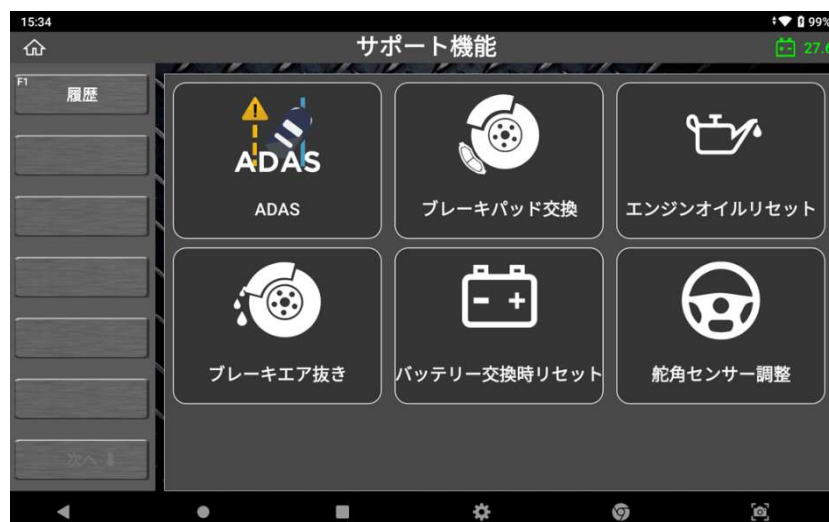 15:34
99%
サポート機能
27.6
F1
履歴
ADAS
ADAS
ブレーキパッド交換
エンジンオイルリセット
- +
ブレーキエア抜き
バッテリー交換時リセット
舵角センサー調整
次へ